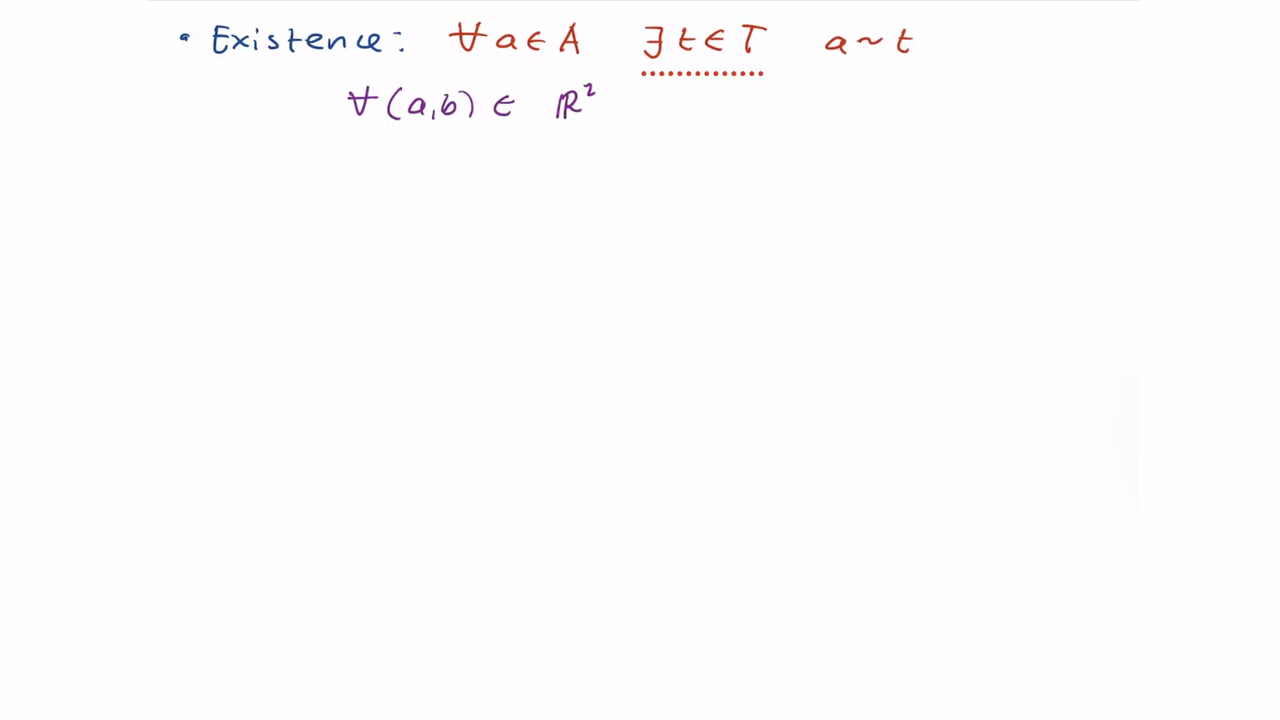 • Existence: ∀ a ∈ A ∃ t ∈ T a ~ t
∀ (a,b) ∈ ℝ²